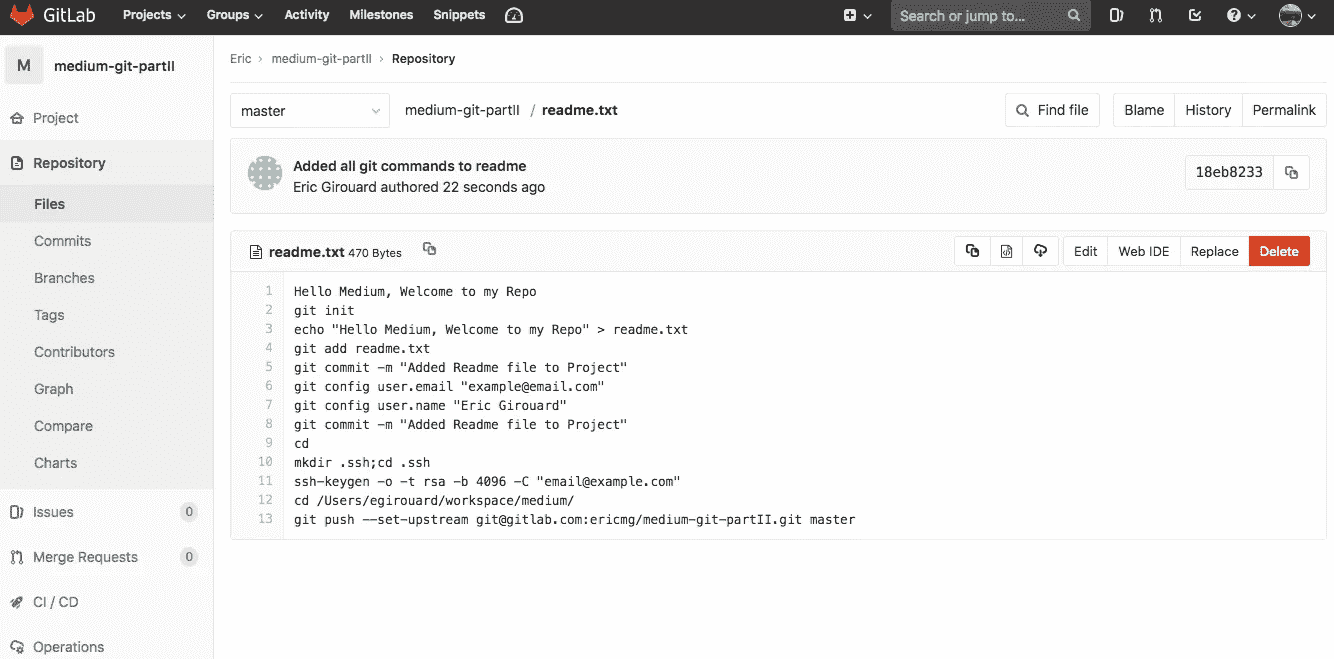 GitLab Projects Groups Activity Milestones Snippets Search or jump to...
M medium-git-partII
Project
Repository
Files
Commits
Branches
Tags
Contributors
Graph
Compare
Charts
Issues 0
Merge Requests 0
CI / CD
Operations
Eric › medium-git-partII › Repository
master medium-git-partII / readme.txt Find file Blame History Permalink
Added all git commands to readme
Eric Girouard authored 22 seconds ago
18eb8233
readme.txt 470 Bytes Edit Web IDE Replace Delete
1 Hello Medium, Welcome to my Repo
2 git init
3 echo "Hello Medium, Welcome to my Repo" > readme.txt
4 git add readme.txt
5 git commit -m "Added Readme file to Project"
6 git config user.email "example@email.com"
7 git config user.name "Eric Girouard"
8 git commit -m "Added Readme file to Project"
9 cd
10 mkdir .ssh;cd .ssh
11 ssh-keygen -o -t rsa -b 4096 -C "email@example.com"
12 cd /Users/egirouard/workspace/medium/
13 git push --set-upstream git@gitlab.com:ericmg/medium-git-partII.git master